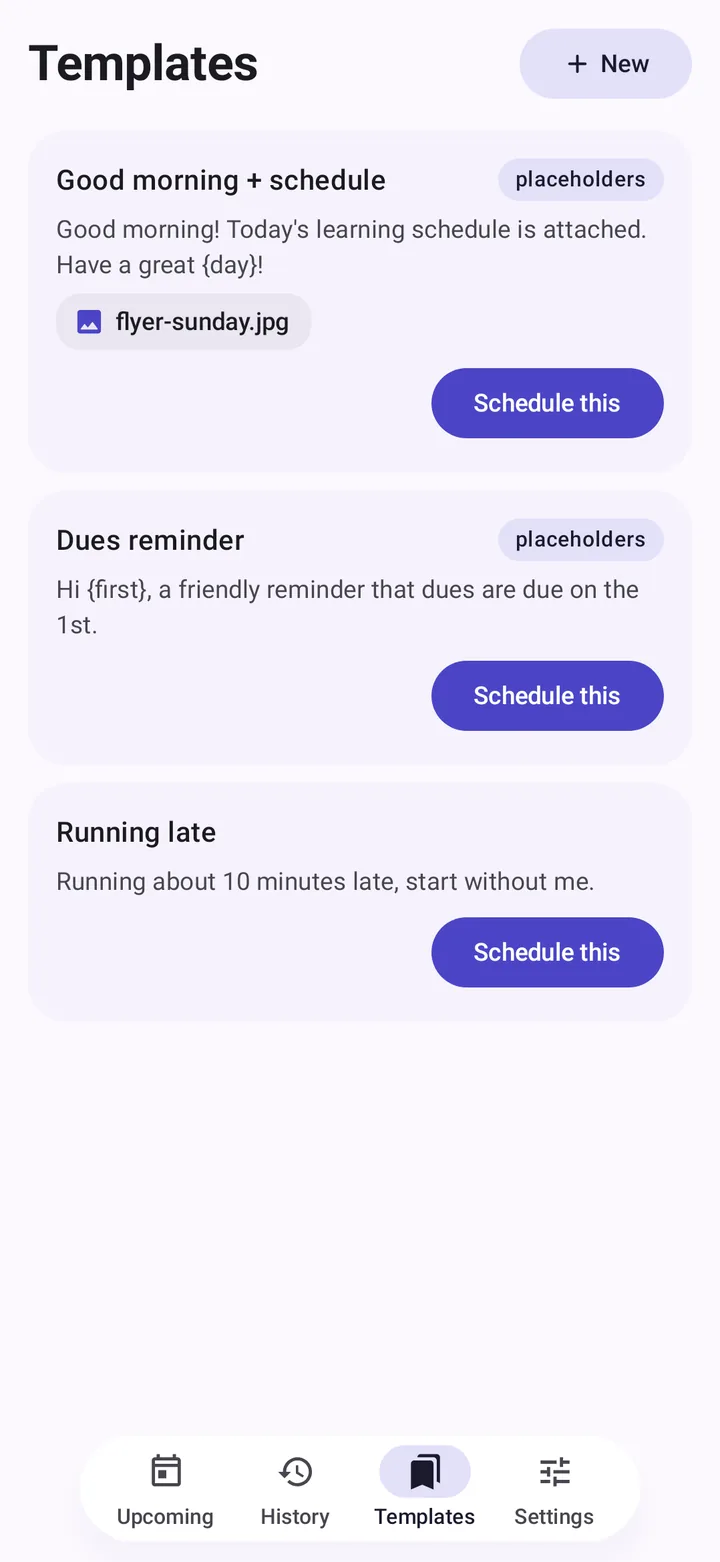 Templates
+ New
Good morning + schedule
placeholders
Good morning! Today's learning schedule is attached.
Have a great {day}!
flyer-sunday.jpg
Schedule this
Dues reminder
placeholders
Hi {first}, a friendly reminder that dues are due on the
1st.
Schedule this
Running late
Running about 10 minutes late, start without me.
Schedule this
Upcoming
History
Templates
Settings